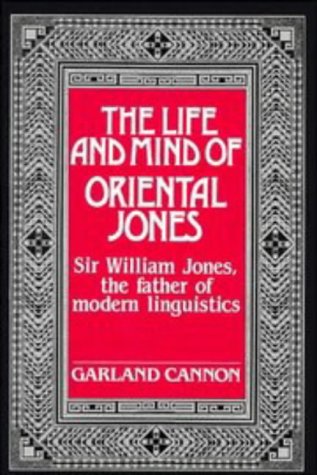 THE LIFE
AND MIND OF
ORIENTAL
JONES
Sir William Jones,
the father of
modern linguistics
GARLAND CANNON